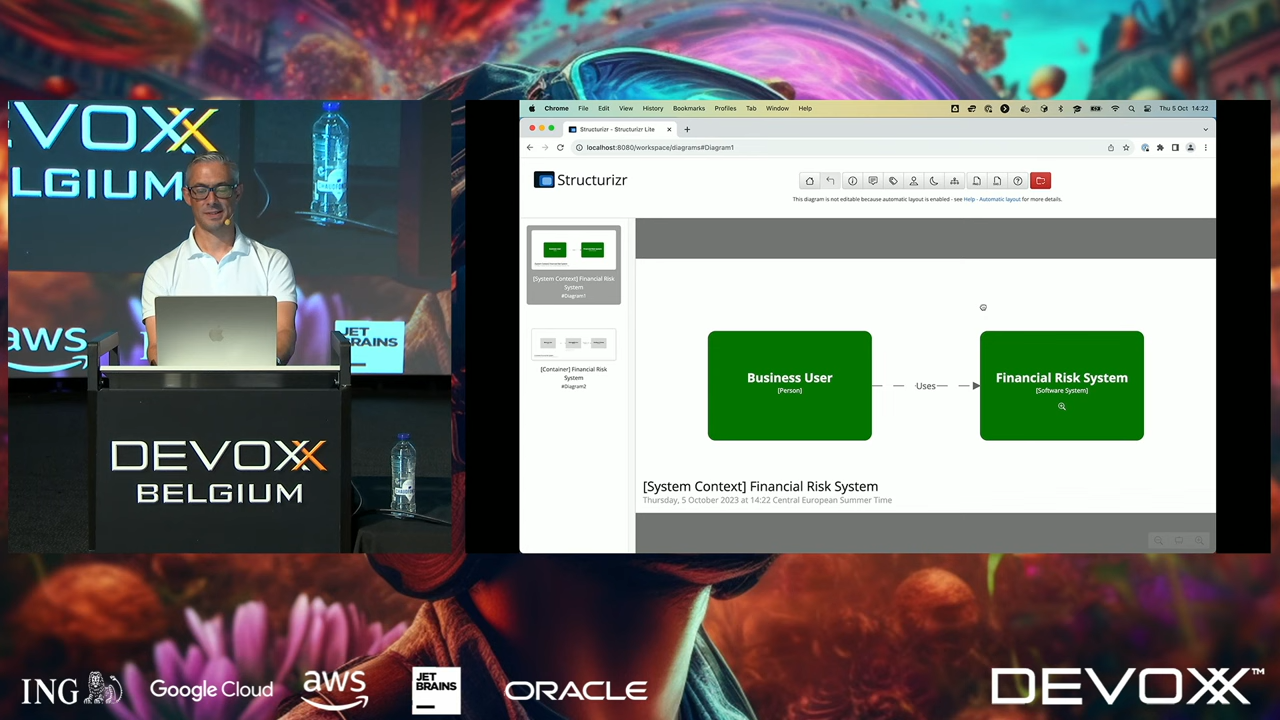 VOXX
LGIUM
aws
JET
BRAINS
DEVOXX
BELGIUM
CHAUDFONTAINE
Chrome File Edit View History Bookmarks Profiles Tab Window Help Thu 5 Oct 14:22
Structurizr - Structurizr Lite
localhost:8080/workspace/diagrams#Diagram1
Structurizr
This diagram is not editable because automatic layout is enabled - see Help - Automatic layout for more details.
[System Context] Financial Risk
System
#Diagram1
[Container] Financial Risk
System
#Diagram2
Business User
[Person]
Uses
Financial Risk System
[Software System]
[System Context] Financial Risk System
Thursday, 5 October 2023 at 14:22 Central European Summer Time
ING
Google Cloud
aws
JET
BRAINS
ORACLE
DEVOXX™